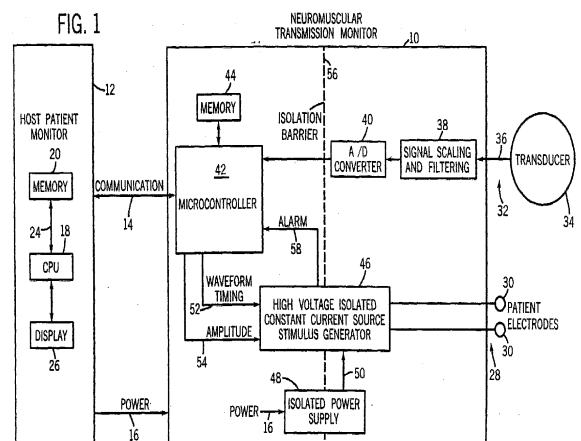 FIG. 1
NEUROMUSCULAR
TRANSMISSION MONITOR
10
12
56
44
MEMORY
ISOLATION
BARRIER
HOST PATIENT
MONITOR
20
MEMORY
40
A/D
CONVERTER
38
SIGNAL SCALING
AND FILTERING
36
TRANSDUCER
32
34
42
MICROCONTROLLER
COMMUNICATION
14
24
18
CPU
ALARM
58
46
WAVEFORM
TIMING
52
HIGH VOLTAGE ISOLATED
CONSTANT CURRENT SOURCE
STIMULUS GENERATOR
30
PATIENT
ELECTRODES
30
28
DISPLAY
26
AMPLITUDE
54
48
50
POWER
16
POWER
16
ISOLATED POWER
SUPPLY